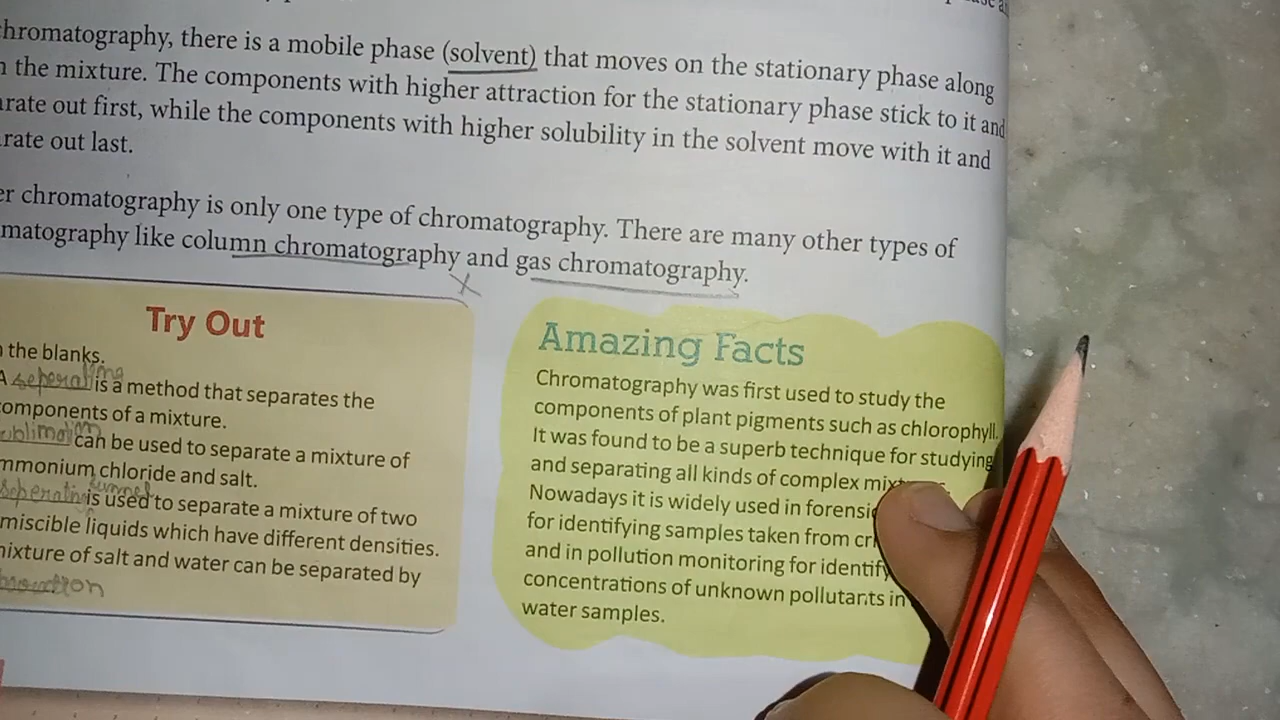 hromatography, there is a mobile phase (solvent) that moves on the stationary phase along
the mixture. The components with higher attraction for the stationary phase stick to it and
rate out first, while the components with higher solubility in the solvent move with it and
rate out last.
er chromatography is only one type of chromatography. There are many other types of
matography like column chromatography and gas chromatography.
Try Out
the blanks.
A seperating is a method that separates the
omponents of a mixture.
ublimation can be used to separate a mixture of
mmonium chloride and salt.
seperating funnel is used to separate a mixture of two
miscible liquids which have different densities.
ixture of salt and water can be separated by
Amazing Facts
Chromatography was first used to study the
components of plant pigments such as chlorophyll.
It was found to be a superb technique for studying
and separating all kinds of complex
Nowadays it is widely used in forensic
for identifying samples taken from
and in pollution monitoring for
concentrations of unknown pollutants in
water samples.